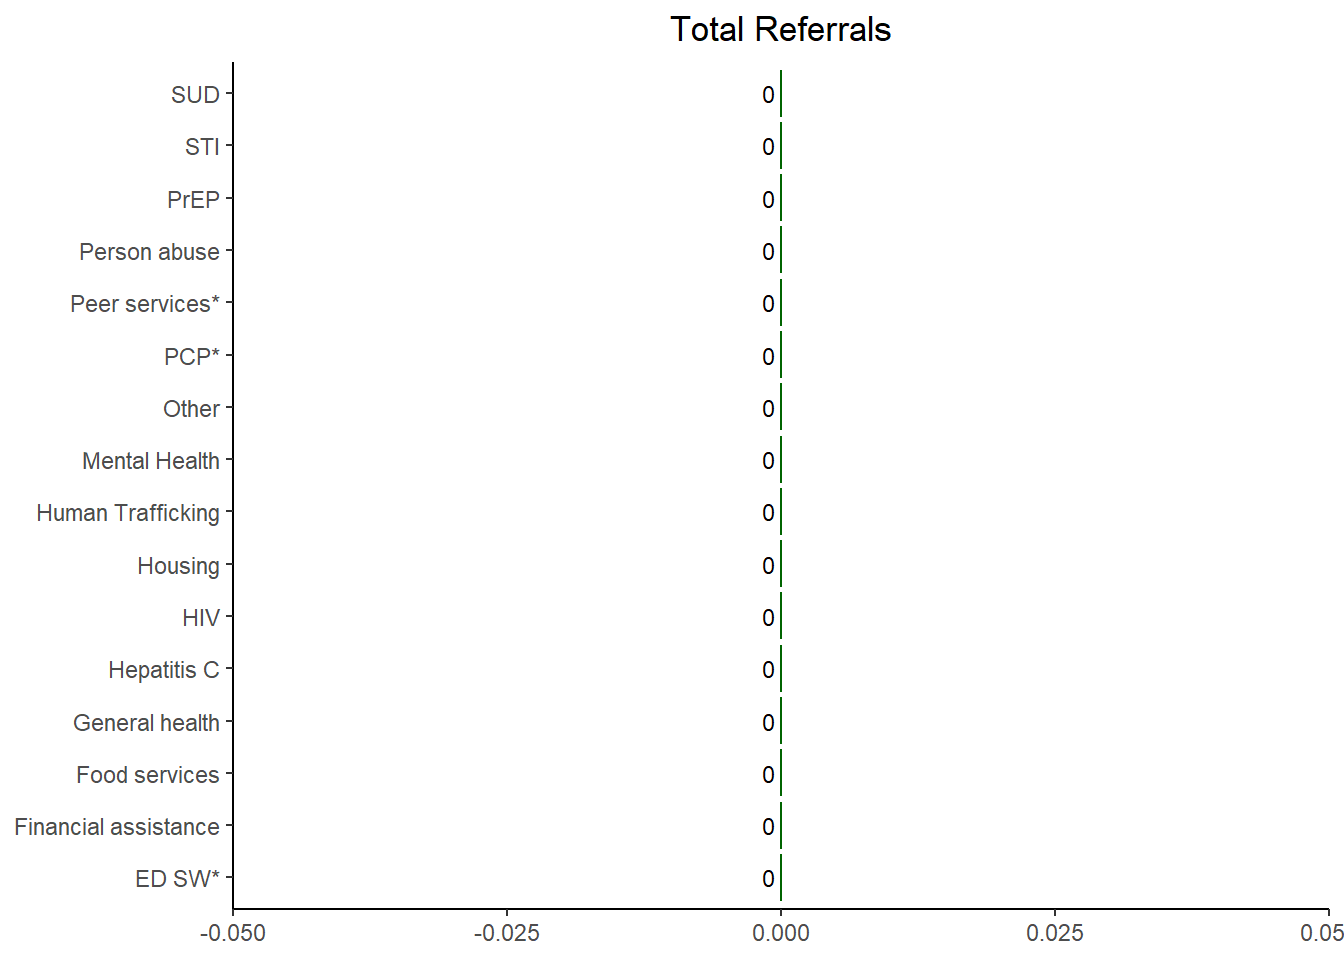 Total Referrals
SUD 0
STI 0
PrEP 0
Person abuse 0
Peer services* 0
PCP* 0
Other 0
Mental Health 0
Human Trafficking 0
Housing 0
HIV 0
Hepatitis C 0
General health 0
Food services 0
Financial assistance 0
ED SW* 0
-0.050 -0.025 0.000 0.025